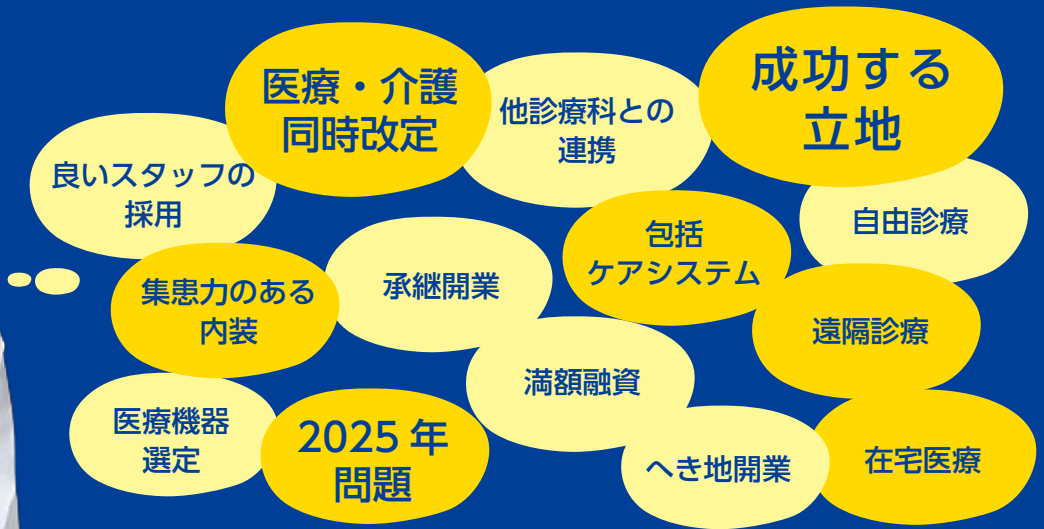 医療・介護
同時改定
他診療科との
連携
成功する
立地
良いスタッフの
採用
自由診療
包括
ケアシステム
集患力のある
内装
承継開業
遠隔診療
満額融資
医療機器
選定
2025 年
問題
へき地開業
在宅医療